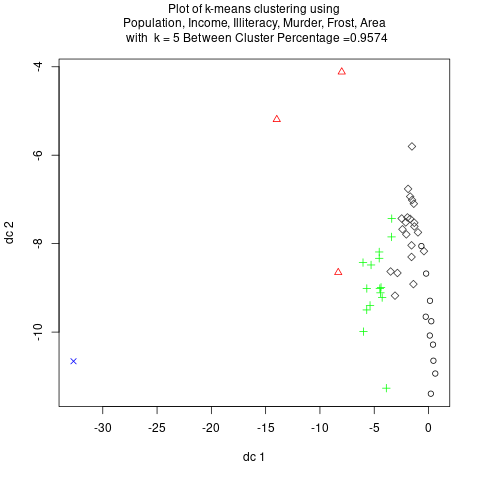 Plot of k-means clustering using
Population, Income, Illiteracy, Murder, Frost, Area
with k = 5 Between Cluster Percentage =0.9574
-4
-6
-8
-10
dc 2
-30
-25
-20
-15
-10
-5
0
dc 1